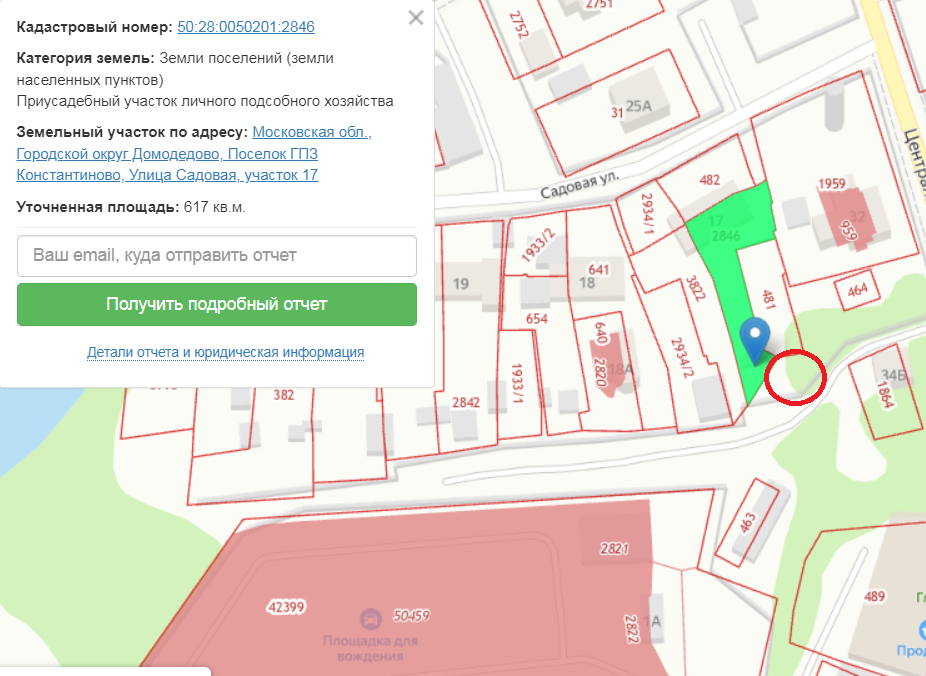 Кадастровый номер: 50:28:0050201:2846
Категория земель: Земли поселений (земли
населенных пунктов)
Приусадебный участок личного подсобного хозяйства
Земельный участок по адресу: Московская обл.,
Городской округ Домодедово, Поселок ГПЗ
Константиново, Улица Садовая, участок 17
Уточненная площадь: 617 кв.м.
Ваш email, куда отправить отчет
Получить подробный отчет
Детали отчета и юридическая информация
2752
2751
31
25А
Садовая ул.
482
1959
32
959
2934/1
17
2846
1933/2
641
18
19
3822
481
464
654
640
18А
2820
2934/2
1933/1
34Б
1864
382
2842
463
2821
42399
50459
Площадка для
вождения
2822
1А
489